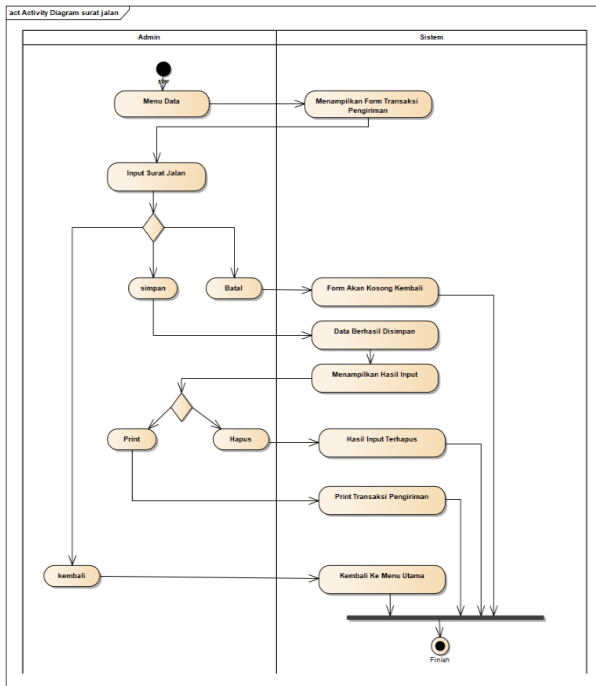 act Activity Diagram surat jalan
Admin
Sistem
Menu Data
Menampilkan Form Transaksi
Pengiriman
Input Surat Jalan
simpan
Batal
Form Akan Kosong Kembali
Data Berhasil Disimpan
Menampilkan Hasil Input
Print
Hapus
Hasil Input Terhapus
Print Transaksi Pengiriman
kembali
Kembali Ke Menu Utama
Finish